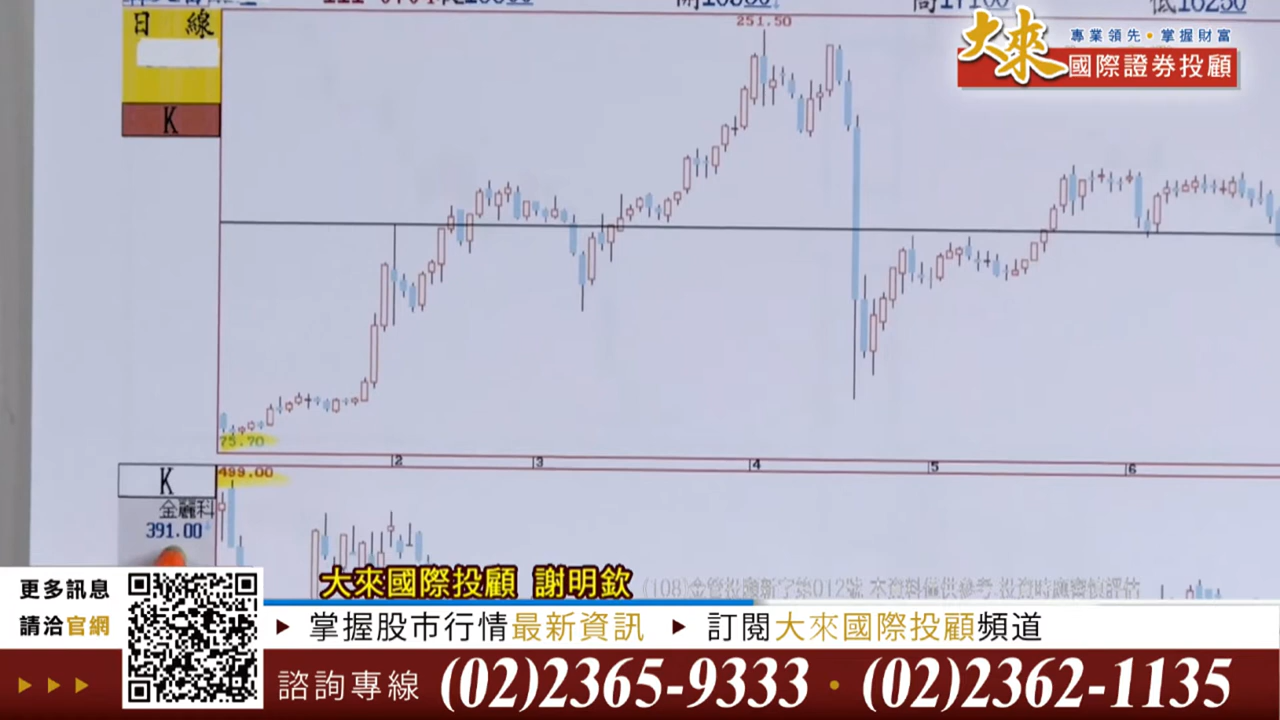 日 線
251.50
K
75.70
2
3
4
5
6
K
499.00
金麗科
391.00
大來
專業領先·掌握財富
國際證券投顧
大來國際投顧 謝明欽
更多訊息
請洽官網
掌握股市行情最新資訊
訂閱大來國際投顧頻道
諮詢專線 (02)2365-9333·(02)2362-1135